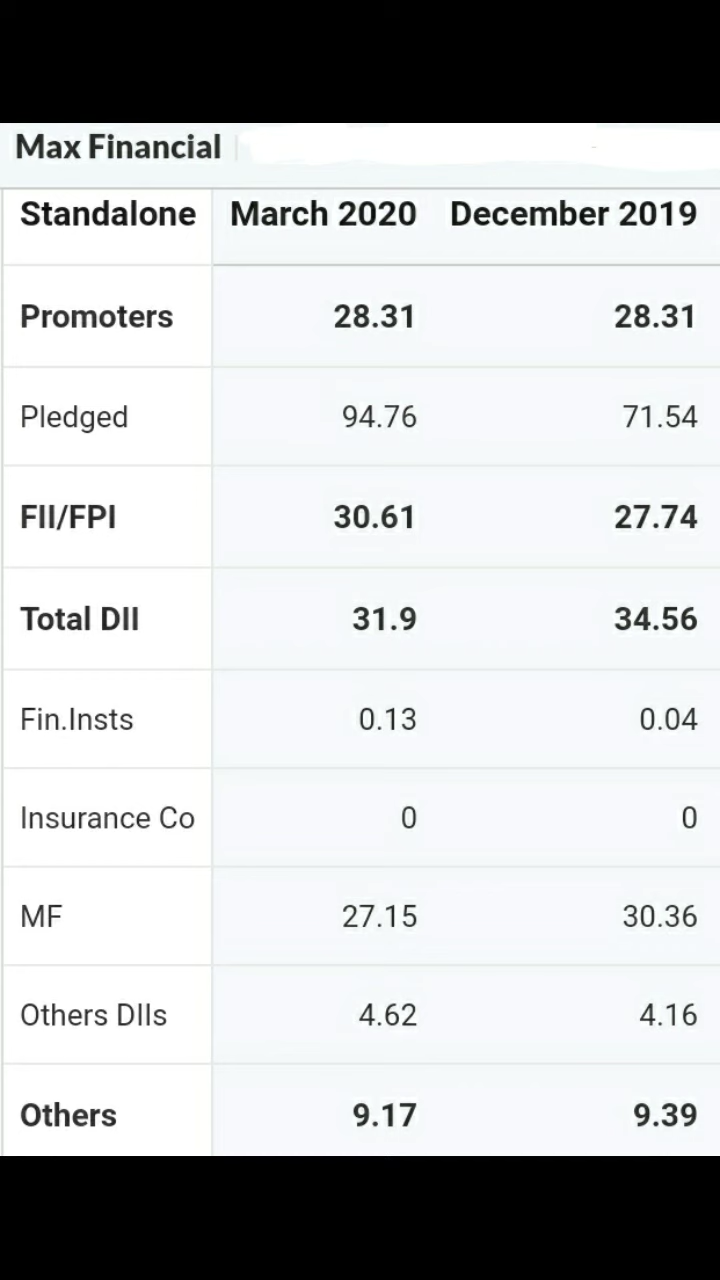 Max Financial
Standalone March 2020 December 2019
Promoters 28.31 28.31
Pledged 94.76 71.54
FII/FPI 30.61 27.74
Total DII 31.9 34.56
Fin.Insts 0.13 0.04
Insurance Co 0 0
MF 27.15 30.36
Others DIIs 4.62 4.16
Others 9.17 9.39